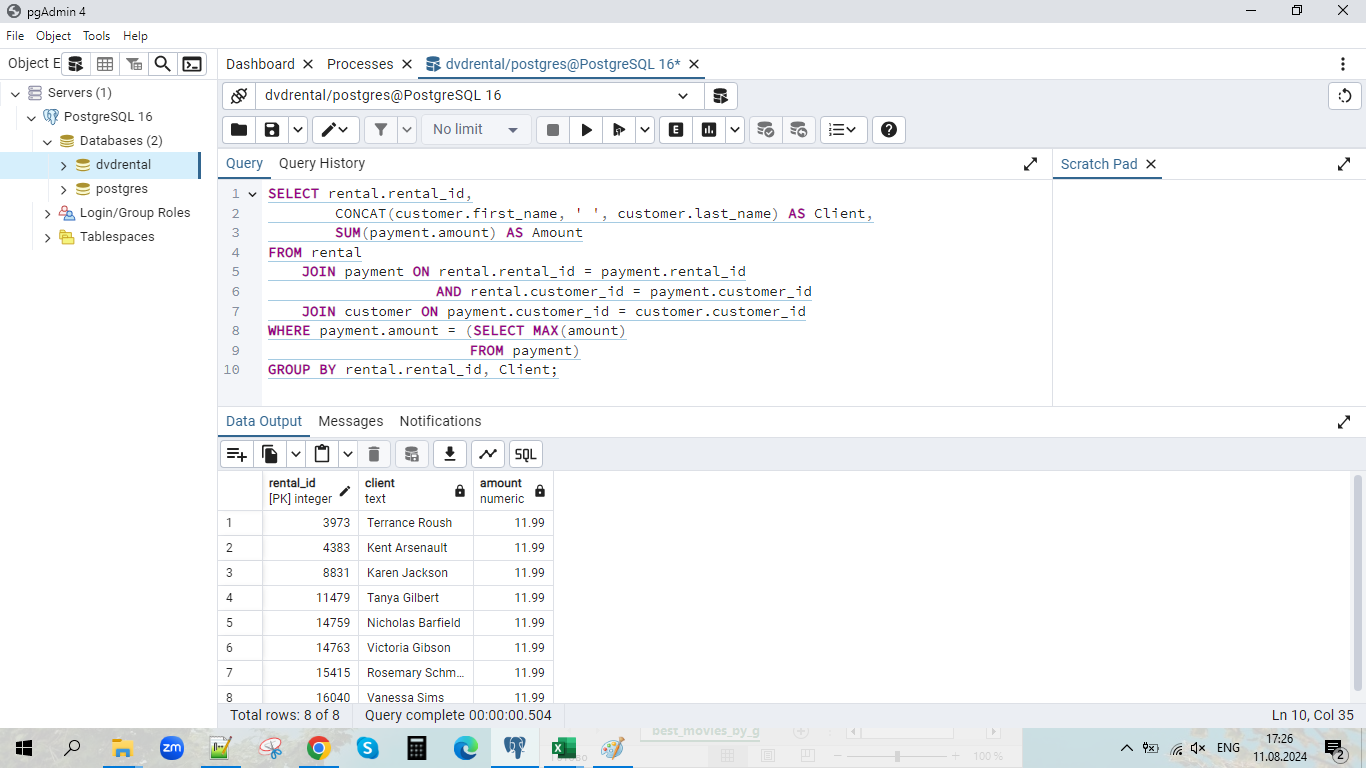 pgAdmin 4
File Object Tools Help
Object E
Dashboard Processes dvdrental/postgres@PostgreSQL 16*
Servers (1)
PostgreSQL 16
Databases (2)
dvdrental
postgres
Login/Group Roles
Tablespaces
dvdrental/postgres@PostgreSQL 16
No limit
E
Query Query History
Scratch Pad
1 SELECT rental.rental_id,
2 CONCAT(customer.first_name, ' ', customer.last_name) AS Client,
3 SUM(payment.amount) AS Amount
4 FROM rental
5 JOIN payment ON rental.rental_id = payment.rental_id
6 AND rental.customer_id = payment.customer_id
7 JOIN customer ON payment.customer_id = customer.customer_id
8 WHERE payment.amount = (SELECT MAX(amount)
9 FROM payment)
10 GROUP BY rental.rental_id, Client;
Data Output Messages Notifications
SQL
rental_id client amount
[PK] integer text numeric
1 3973 Terrance Roush 11.99
2 4383 Kent Arsenault 11.99
3 8831 Karen Jackson 11.99
4 11479 Tanya Gilbert 11.99
5 14759 Nicholas Barfield 11.99
6 14763 Victoria Gibson 11.99
7 15415 Rosemary Schm... 11.99
8 16040 Vanessa Sims 11.99
Total rows: 8 of 8 Query complete 00:00:00.504 Ln 10, Col 35
best_movies_by_g
100 %
zm
ENG
17:26
11.08.2024
2